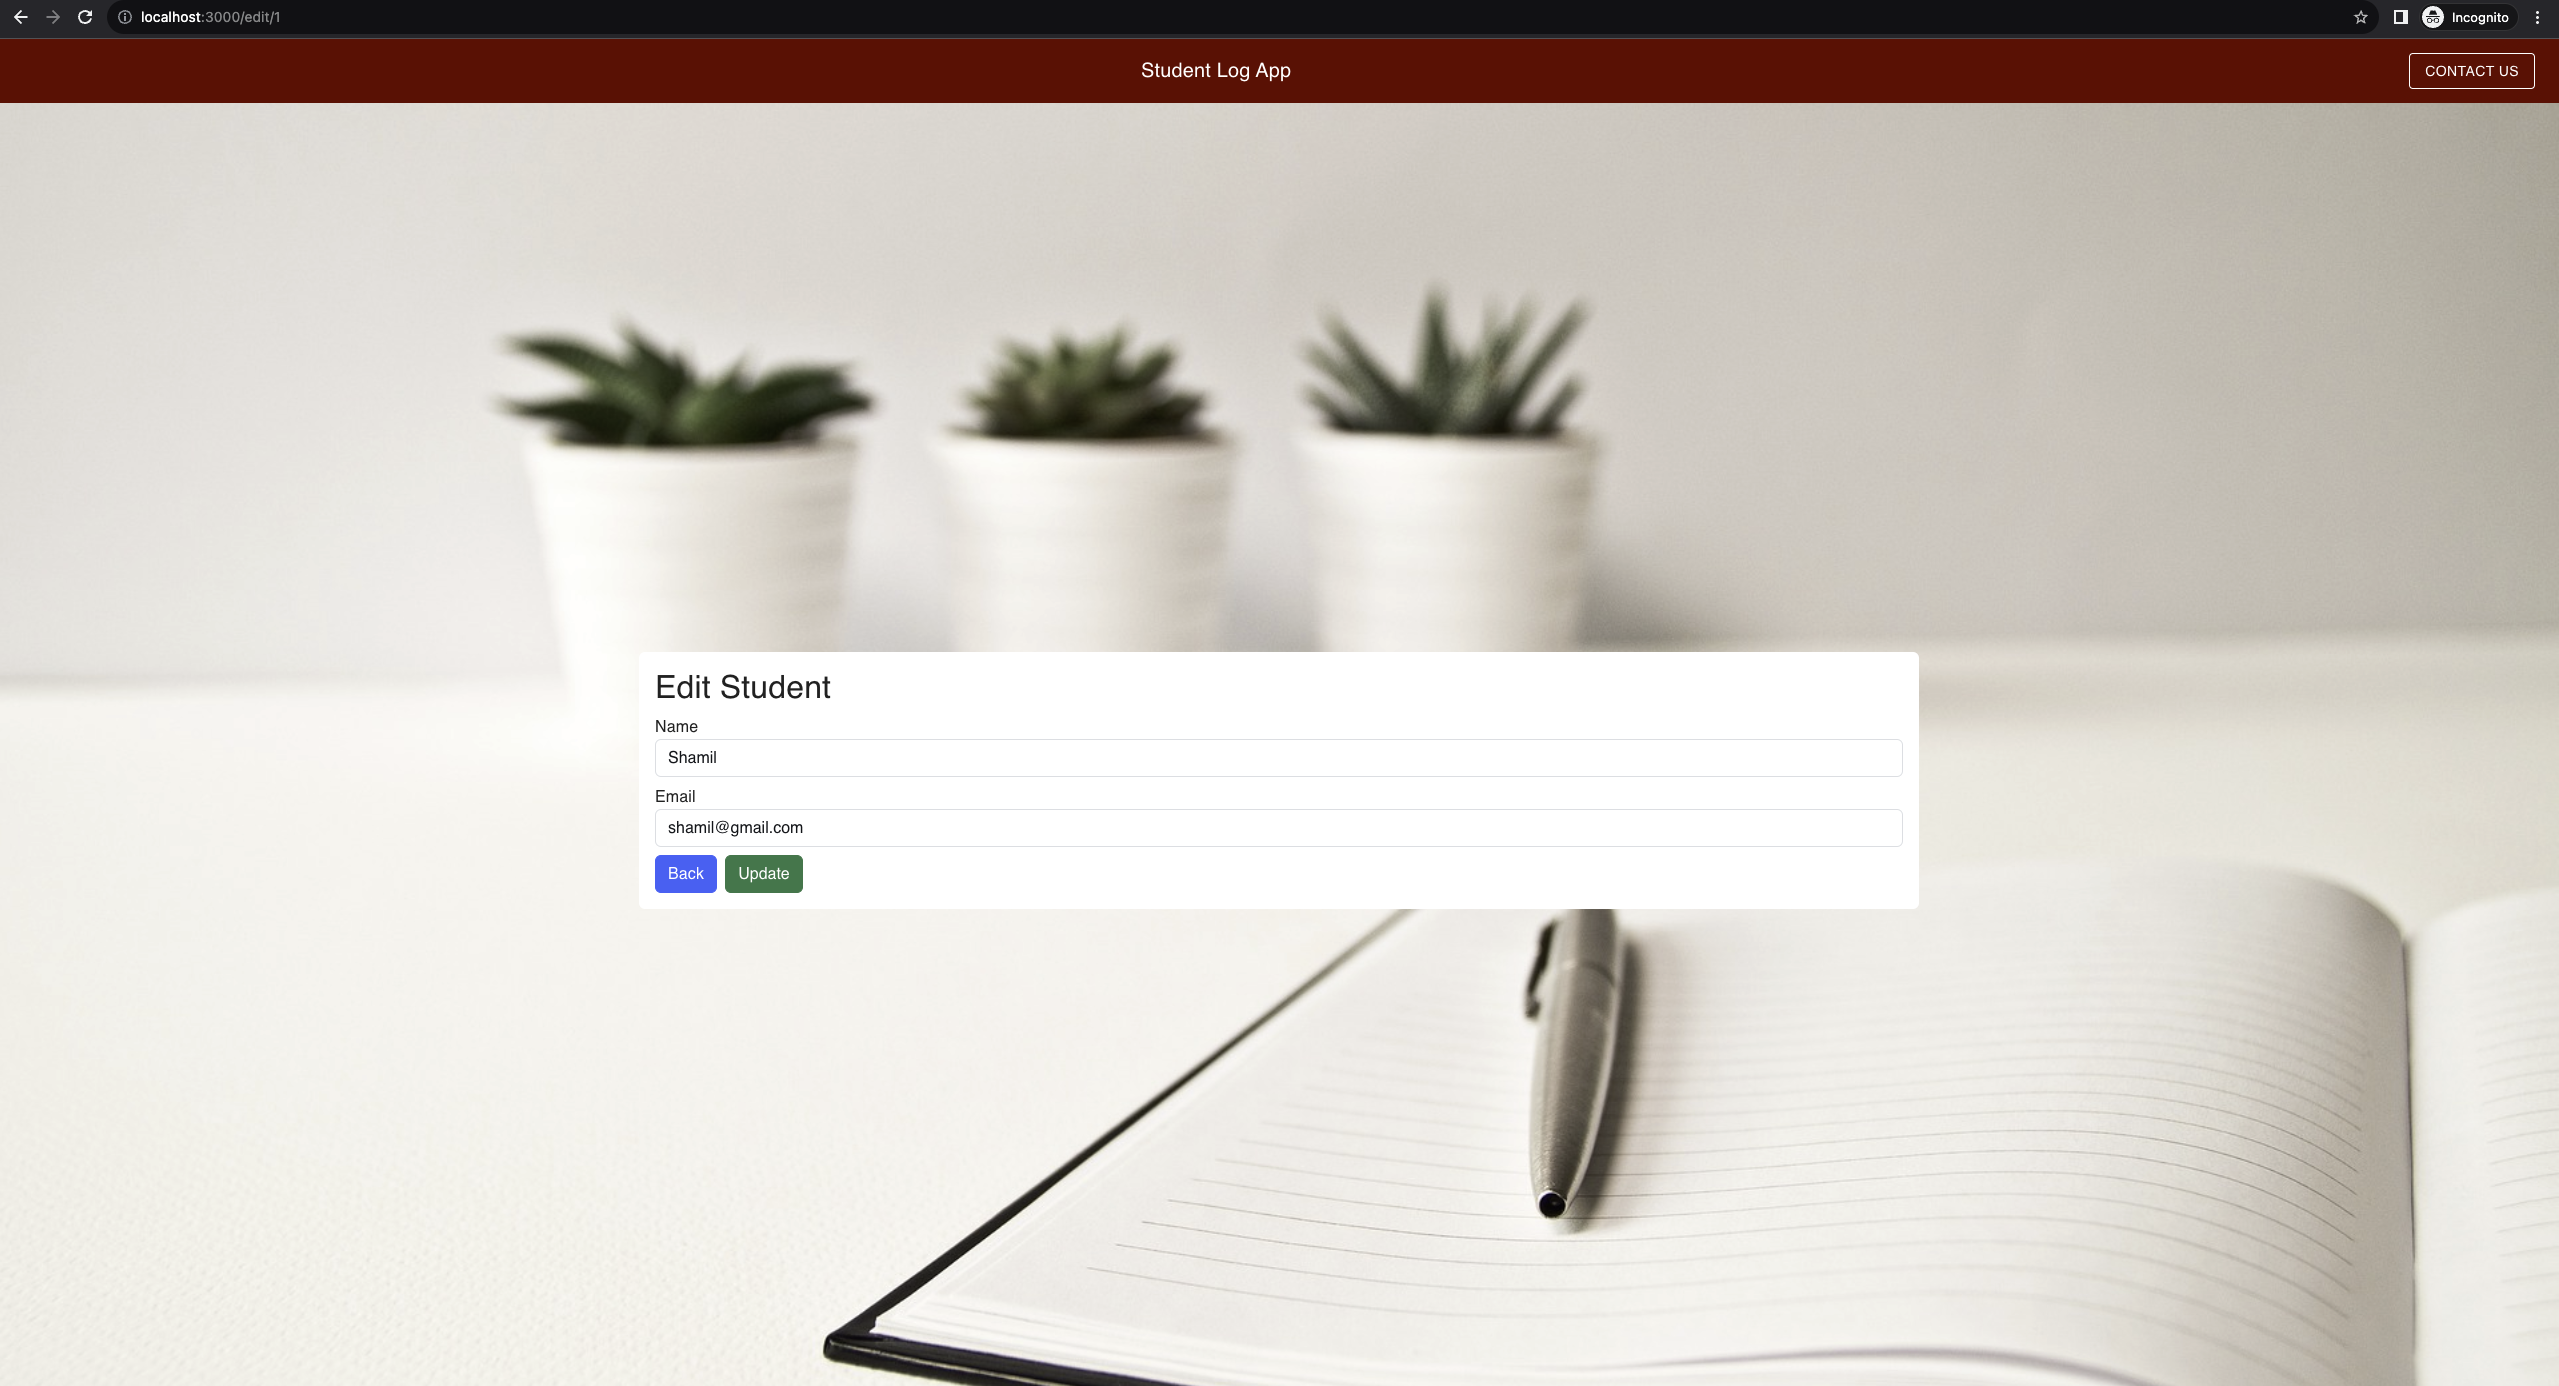 localhost:3000/edit/1
Incognito
Student Log App
CONTACT US
Edit Student
Name
Shamil
Email
shamil@gmail.com
Back
Update